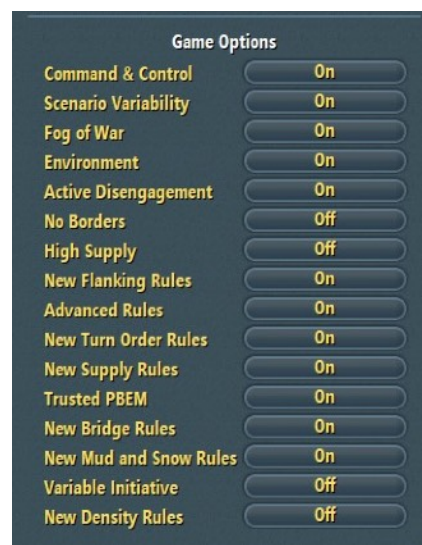 Game Options
Command & Control On
Scenario Variability On
Fog of War On
Environment On
Active Disengagement On
No Borders Off
High Supply Off
New Flanking Rules On
Advanced Rules On
New Turn Order Rules On
New Supply Rules On
Trusted PBEM On
New Bridge Rules On
New Mud and Snow Rules On
Variable Initiative Off
New Density Rules Off